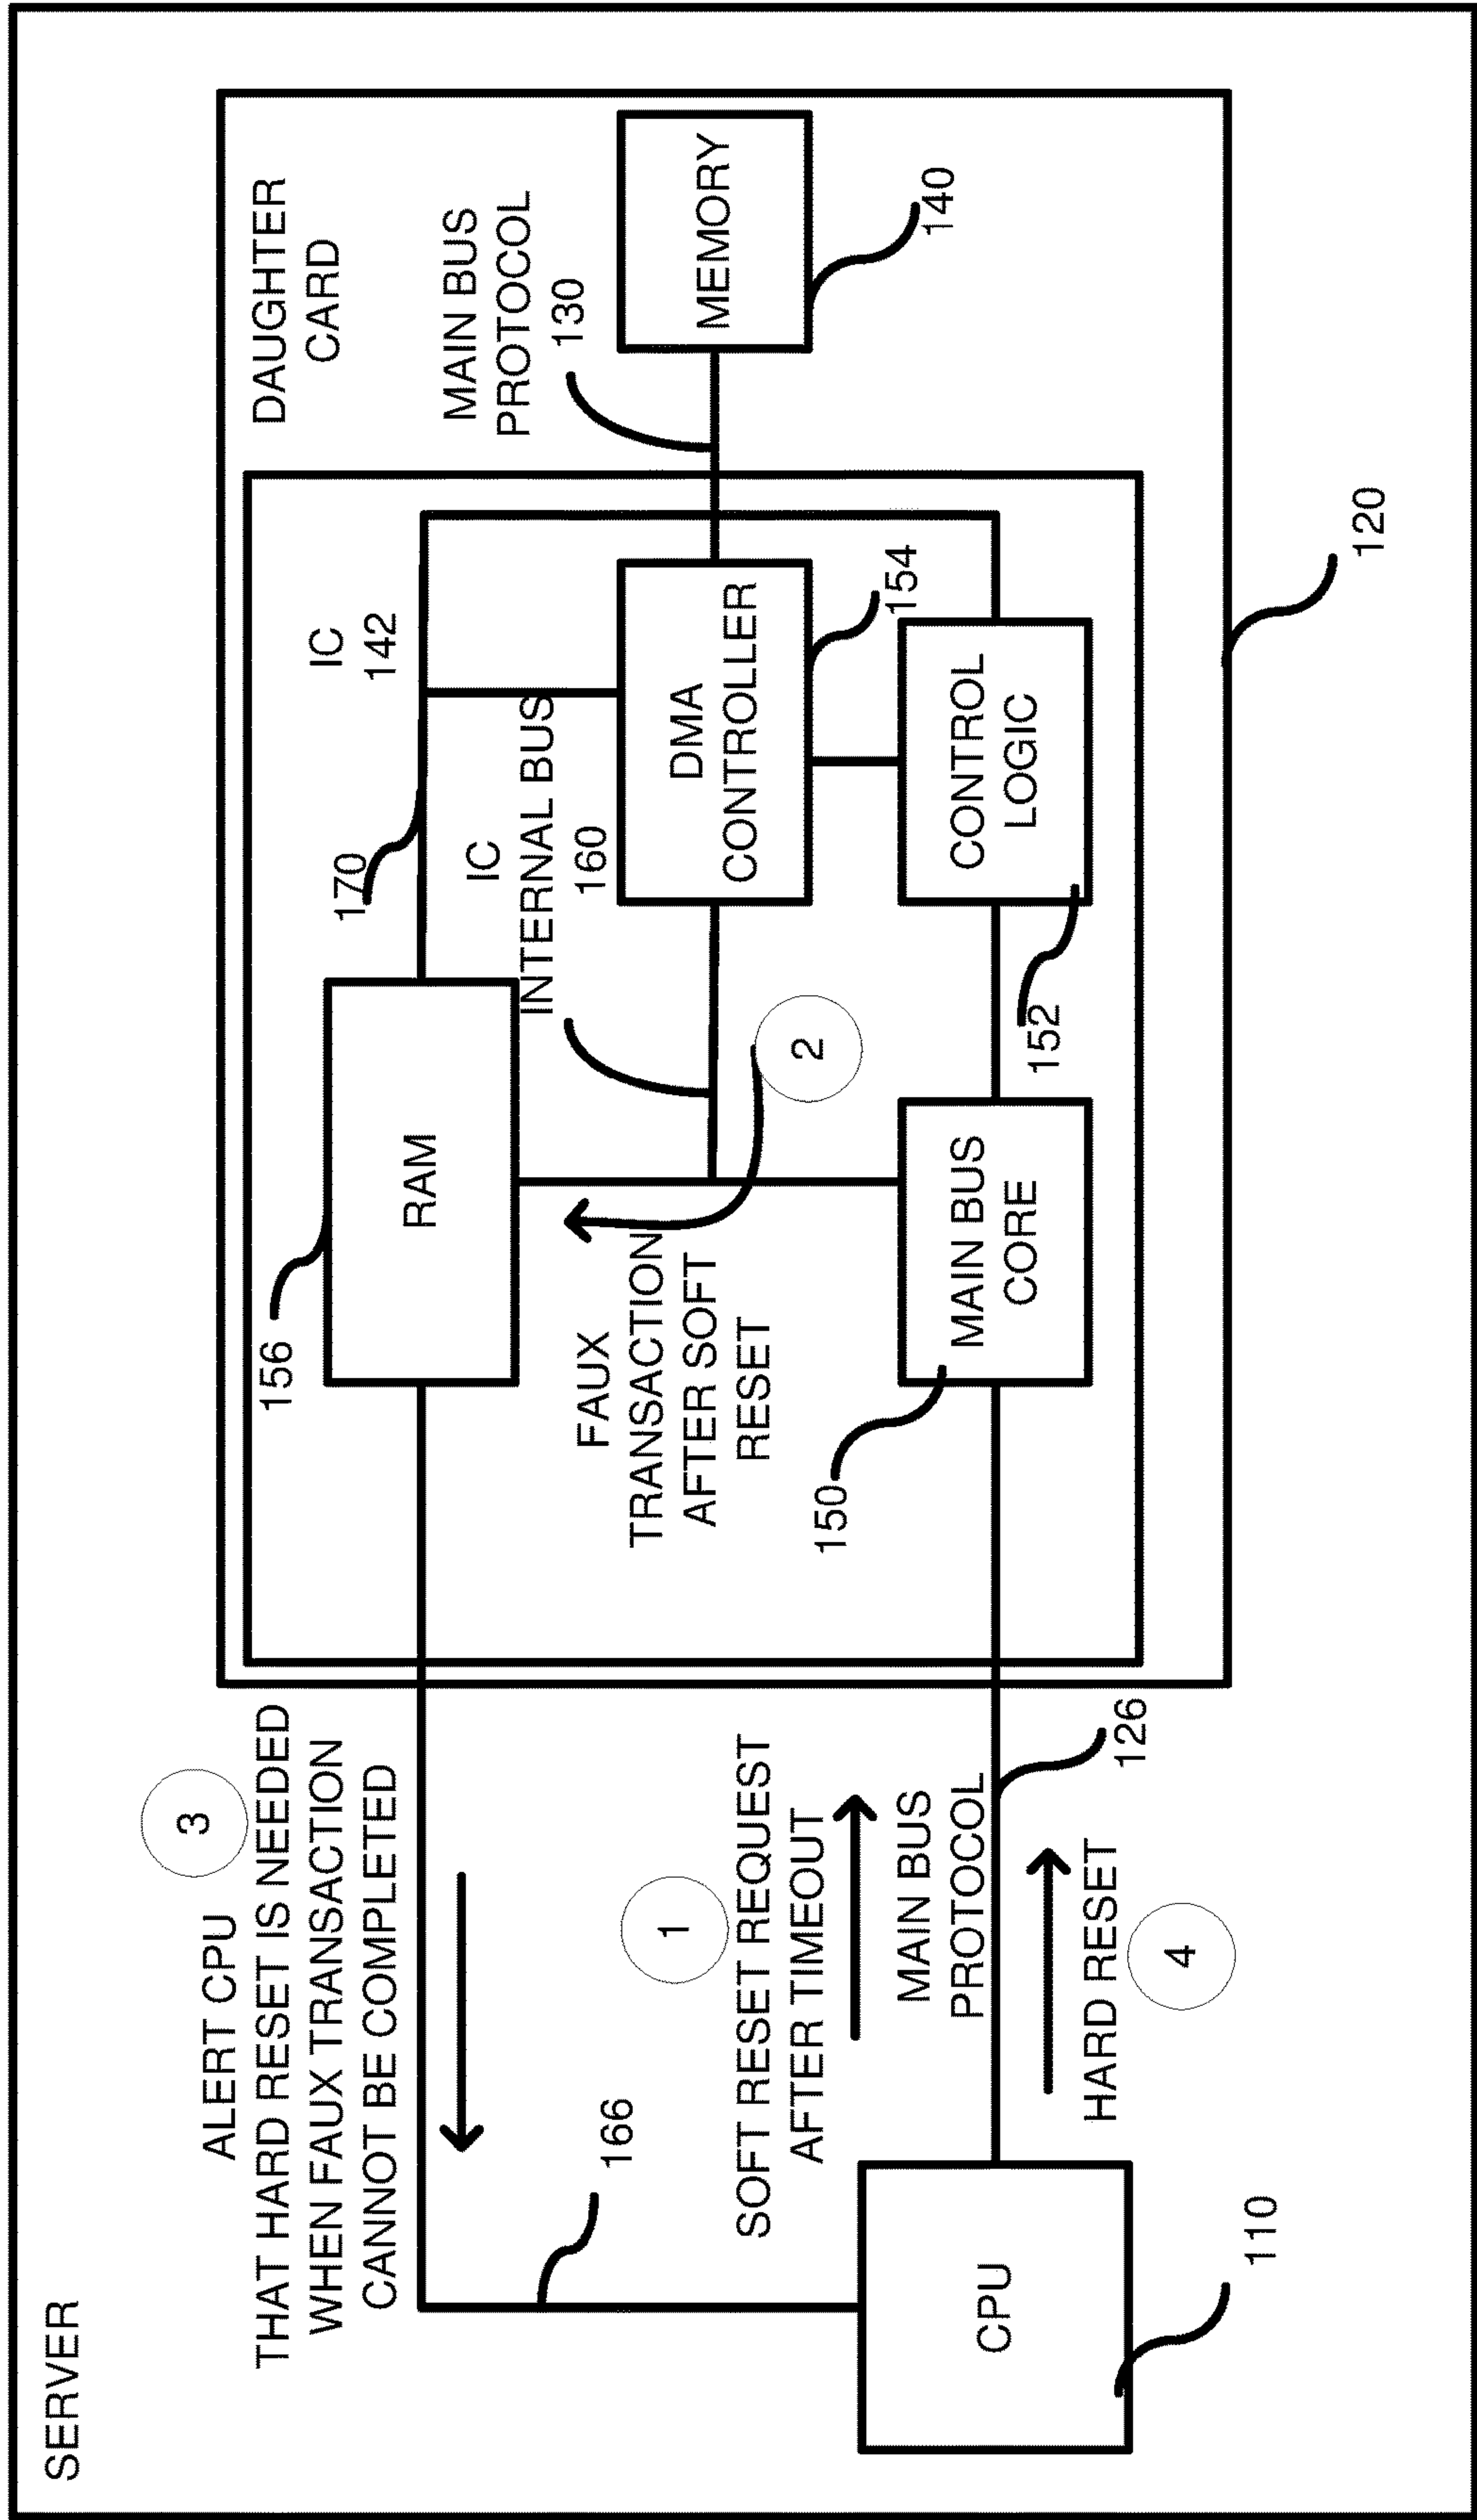 SERVER
3
ALERT CPU
THAT HARD RESET IS NEEDED
WHEN FAUX TRANSACTION
CANNOT BE COMPLETED
166
1
SOFT RESET REQUEST
AFTER TIMEOUT
MAIN BUS
PROTOCOL
126
HARD RESET
4
CPU
110
DAUGHTER
CARD
120
IC
142
156
RAM
170
IC
INTERNAL BUS
160
FAUX
TRANSACTION
AFTER SOFT
RESET
2
150
MAIN BUS
CORE
152
DMA
CONTROLLER
154
CONTROL
LOGIC
MAIN BUS
PROTOCOL
130
MEMORY
140